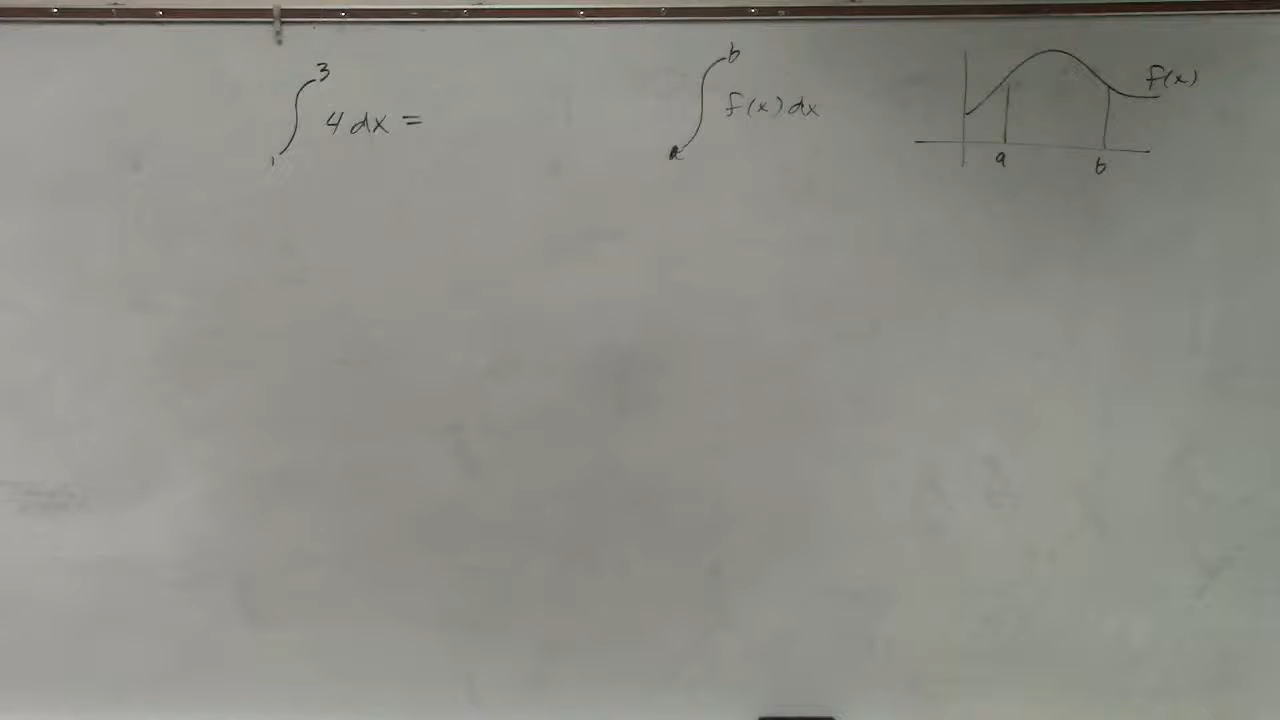 ∫₁³ 4 dx =
∫ₐᵇ f(x) dx
f(x)
a
b